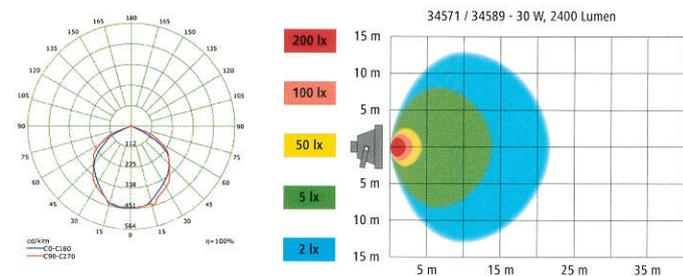 180
165 165
150 150
135 135
120 120
105 105
90 90
75 75
60 60
45 45
30 30
15 0 15
112
225
338
451
564
cd/klm
C0-C180
C90-C270
η=100%
200 lx
100 lx
50 lx
5 lx
2 lx
34571 / 34589 - 30 W, 2400 Lumen
15 m
10 m
5 m
5 m
10 m
15 m
5 m 15 m 25 m 35 m